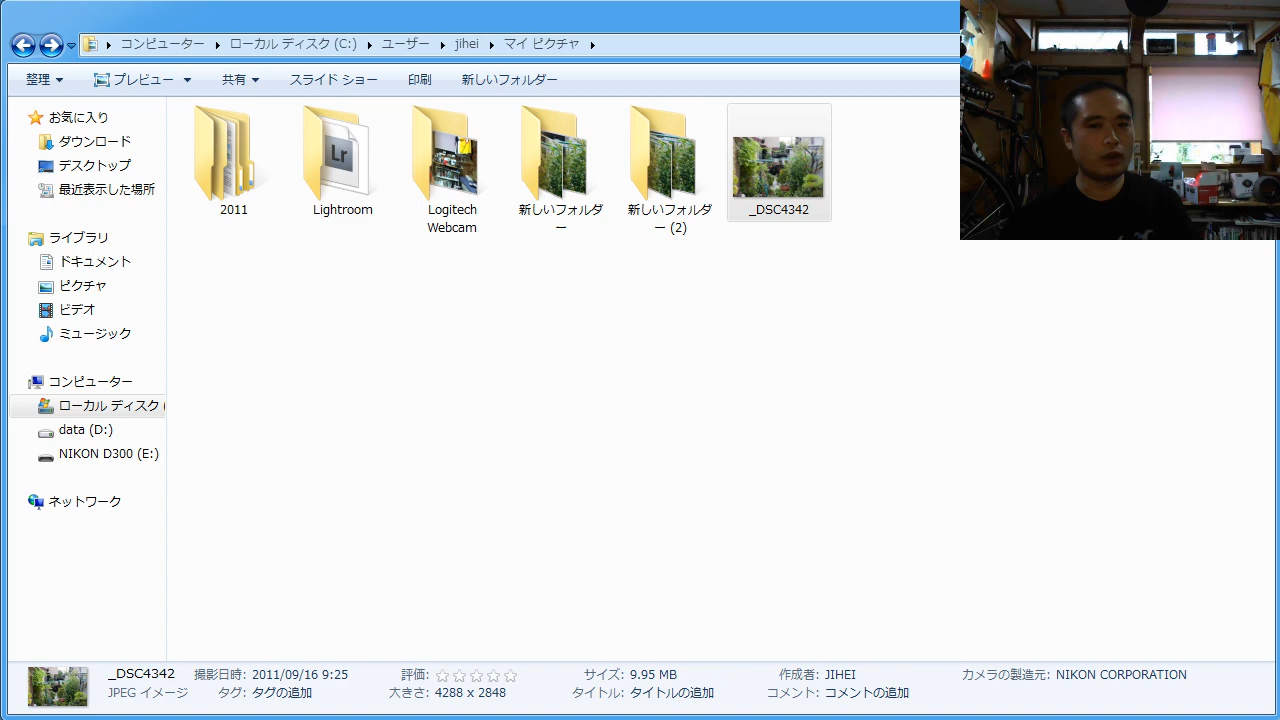 コンピューター ローカル ディスク (C:) ユーザー jihei マイ ピクチャ
整理 プレビュー 共有 スライド ショー 印刷 新しいフォルダー
お気に入り
ダウンロード
デスクトップ
最近表示した場所
ライブラリ
ドキュメント
ピクチャ
ビデオ
ミュージック
コンピューター
ローカル ディスク (
data (D:)
NIKON D300 (E:)
ネットワーク
2011
Lightroom
Logitech
Webcam
新しいフォルダ
ー
新しいフォルダ
ー (2)
_DSC4342
_DSC4342 撮影日時: 2011/09/16 9:25 評価: サイズ: 9.95 MB 作成者: JIHEI カメラの製造元: NIKON CORPORATION
JPEG イメージ タグ: タグの追加 大きさ: 4288 x 2848 タイトル: タイトルの追加 コメント: コメントの追加